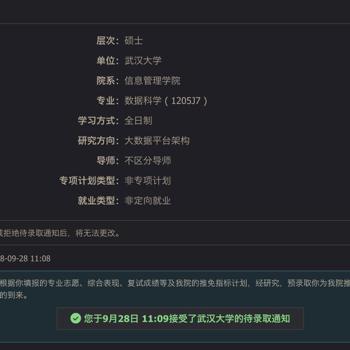 层次：硕士
单位：武汉大学
院系：信息管理学院
专业：数据科学（1205J7）
学习方式：全日制
研究方向：大数据平台架构
导师：不区分导师
专项计划类型：非专项计划
就业类型：非定向就业
拒绝待录取通知后，将无法更改。
8-09-28 11:08
根据你填报的专业志愿、综合表现、复试成绩等及我院的推免指标计划，经研究，预录取你为我院推
的到来。
您于9月28日 11:09接受了武汉大学的待录取通知